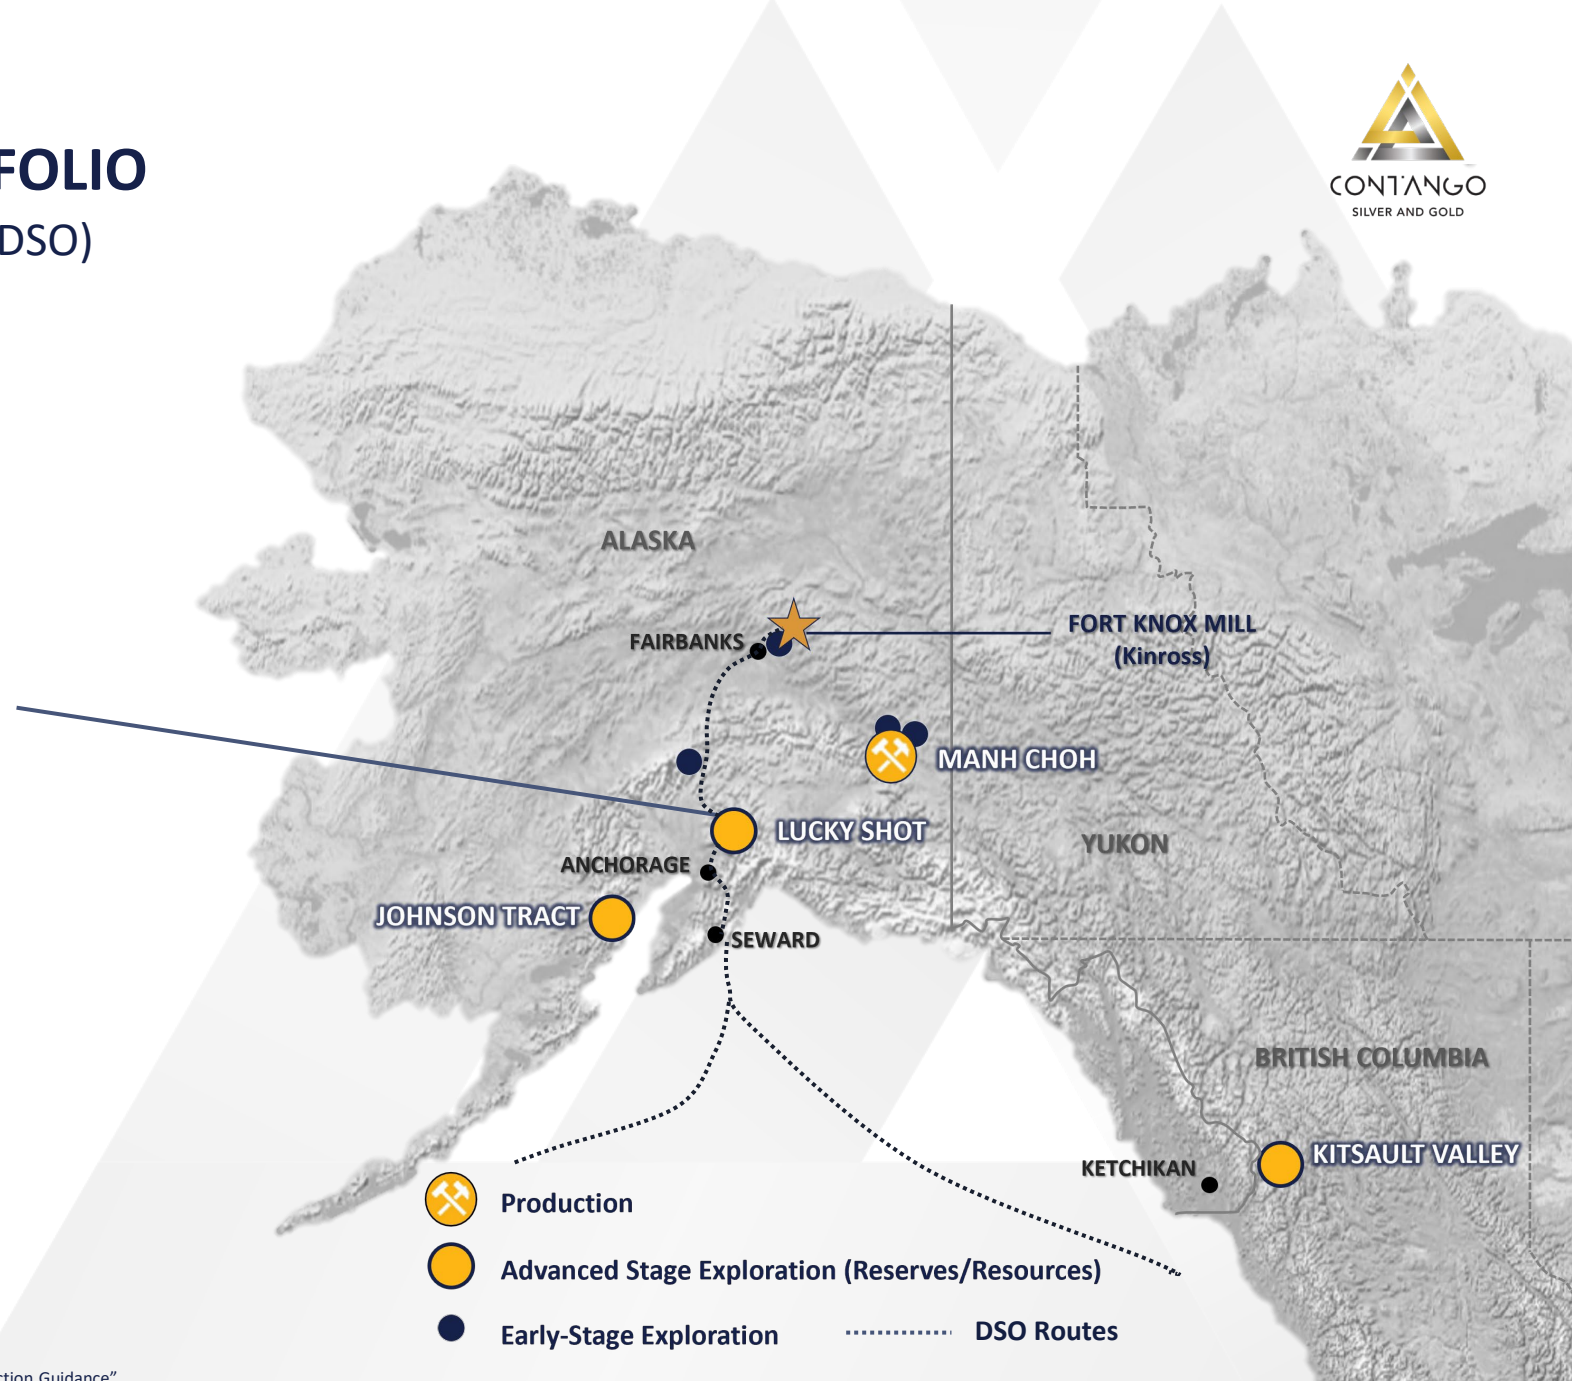 FOLIO
DSO)
CONTANGO
SILVER AND GOLD
ALASKA
FAIRBANKS
FORT KNOX MILL
(Kinross)
MANH CHOH
LUCKY SHOT
YUKON
ANCHORAGE
JOHNSON TRACT
SEWARD
BRITISH COLUMBIA
KITSAULT VALLEY
KETCHIKAN
Production
Advanced Stage Exploration (Reserves/Resources)
Early-Stage Exploration
DSO Routes
ction Guidance”